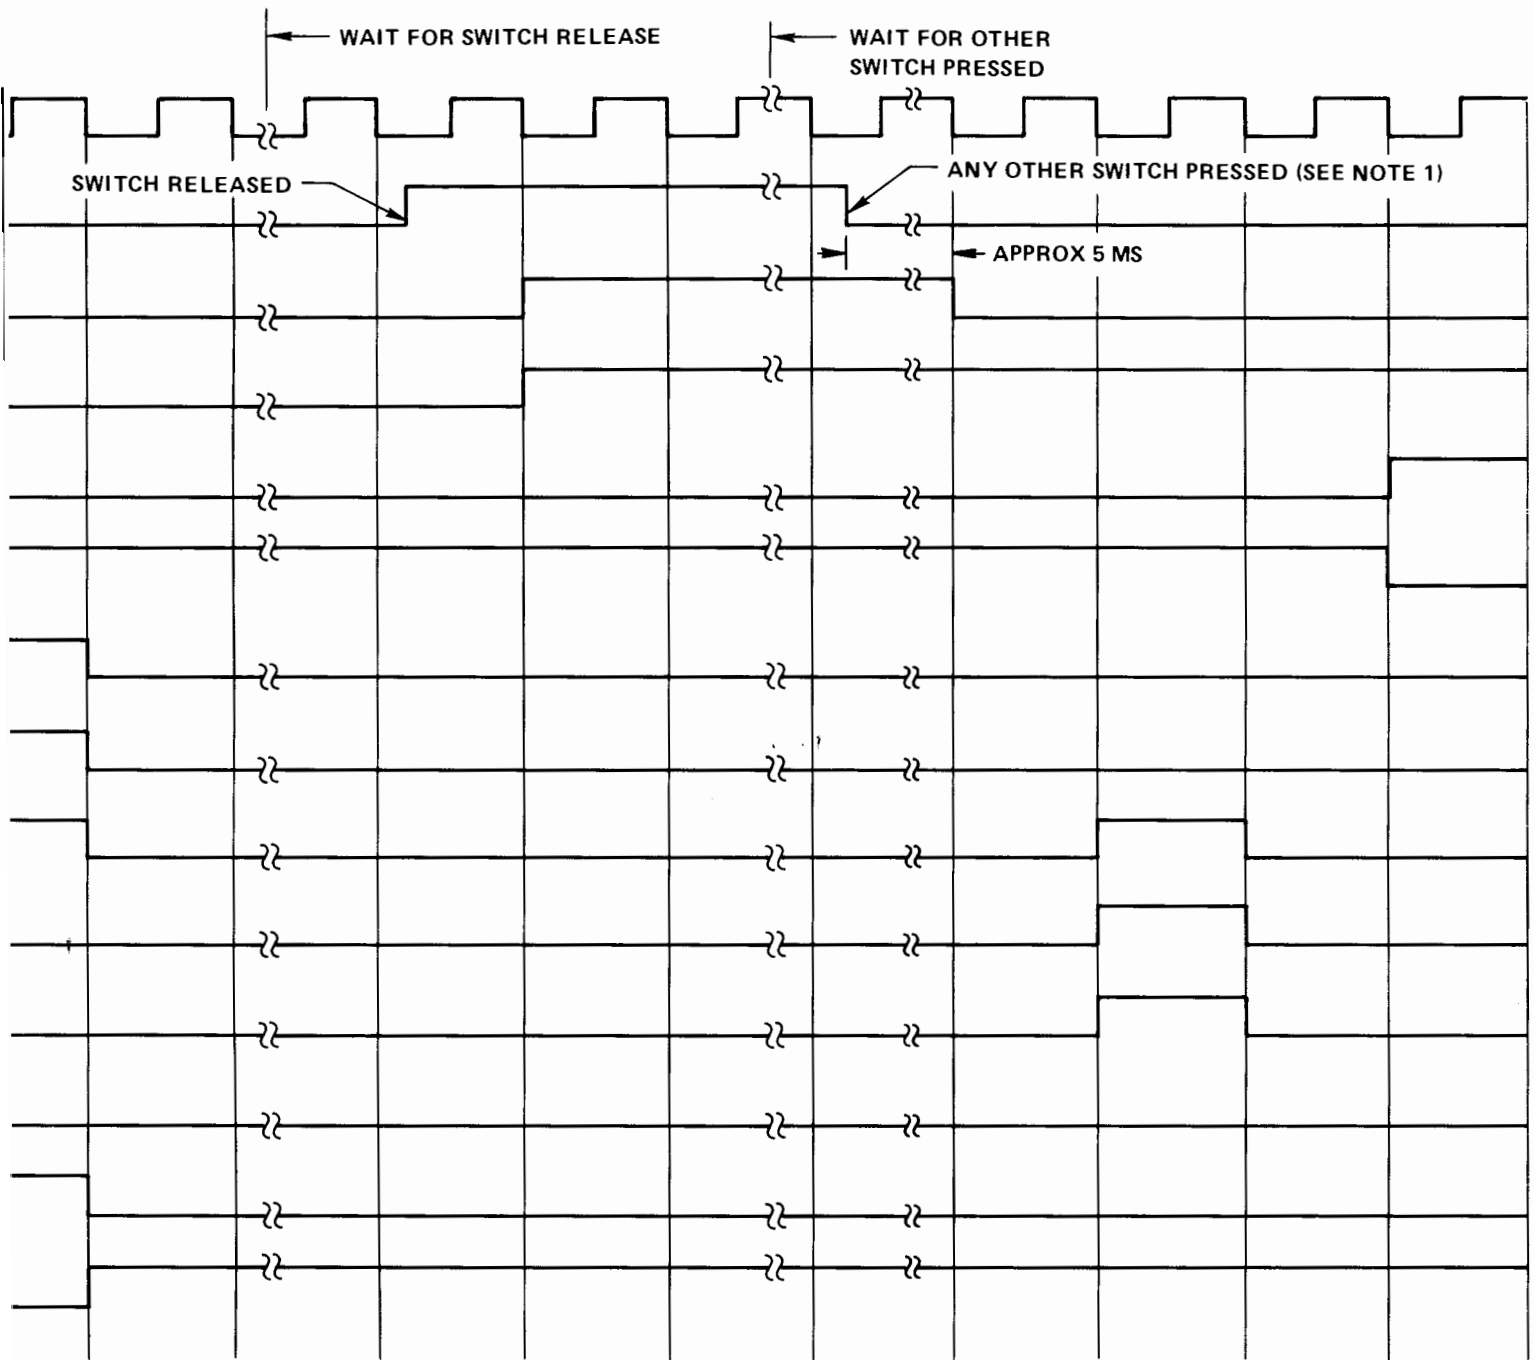 WAIT FOR SWITCH RELEASE
WAIT FOR OTHER
SWITCH PRESSED
SWITCH RELEASED
ANY OTHER SWITCH PRESSED (SEE NOTE 1)
APPROX 5 MS